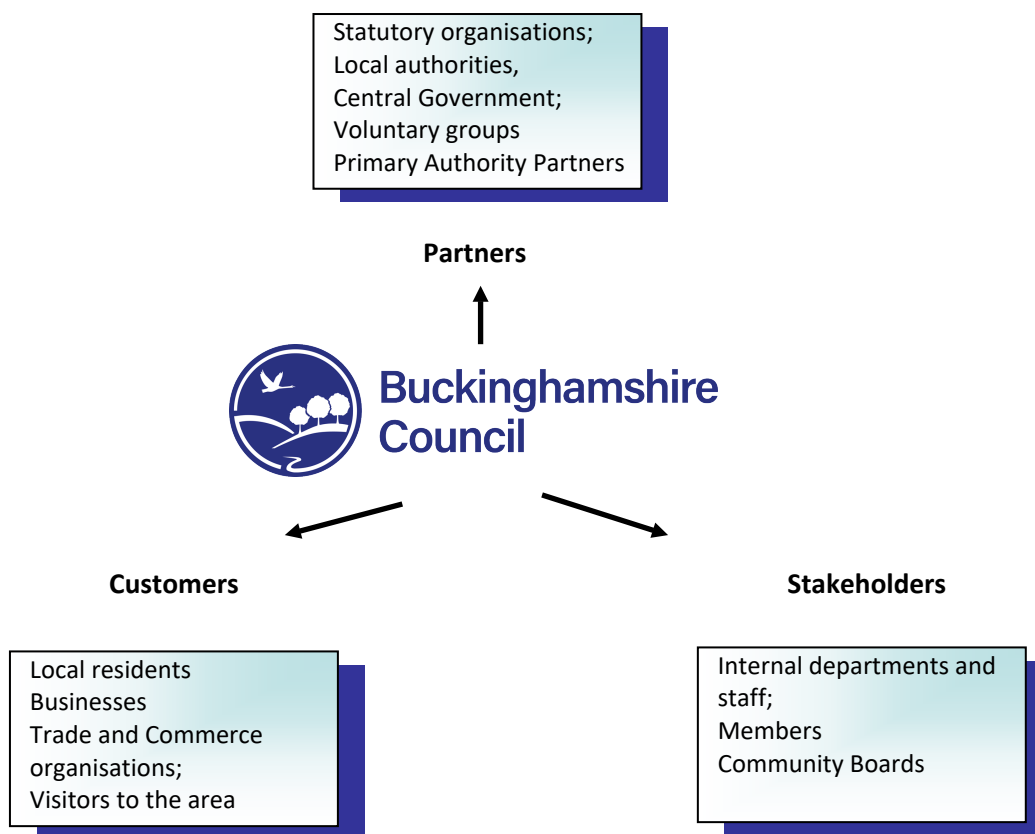 Statutory organisations;
Local authorities,
Central Government;
Voluntary groups
Primary Authority Partners
Partners
Buckinghamshire
Council
Customers
Stakeholders
Local residents
Businesses
Trade and Commerce
organisations;
Visitors to the area
Internal departments and
staff;
Members
Community Boards